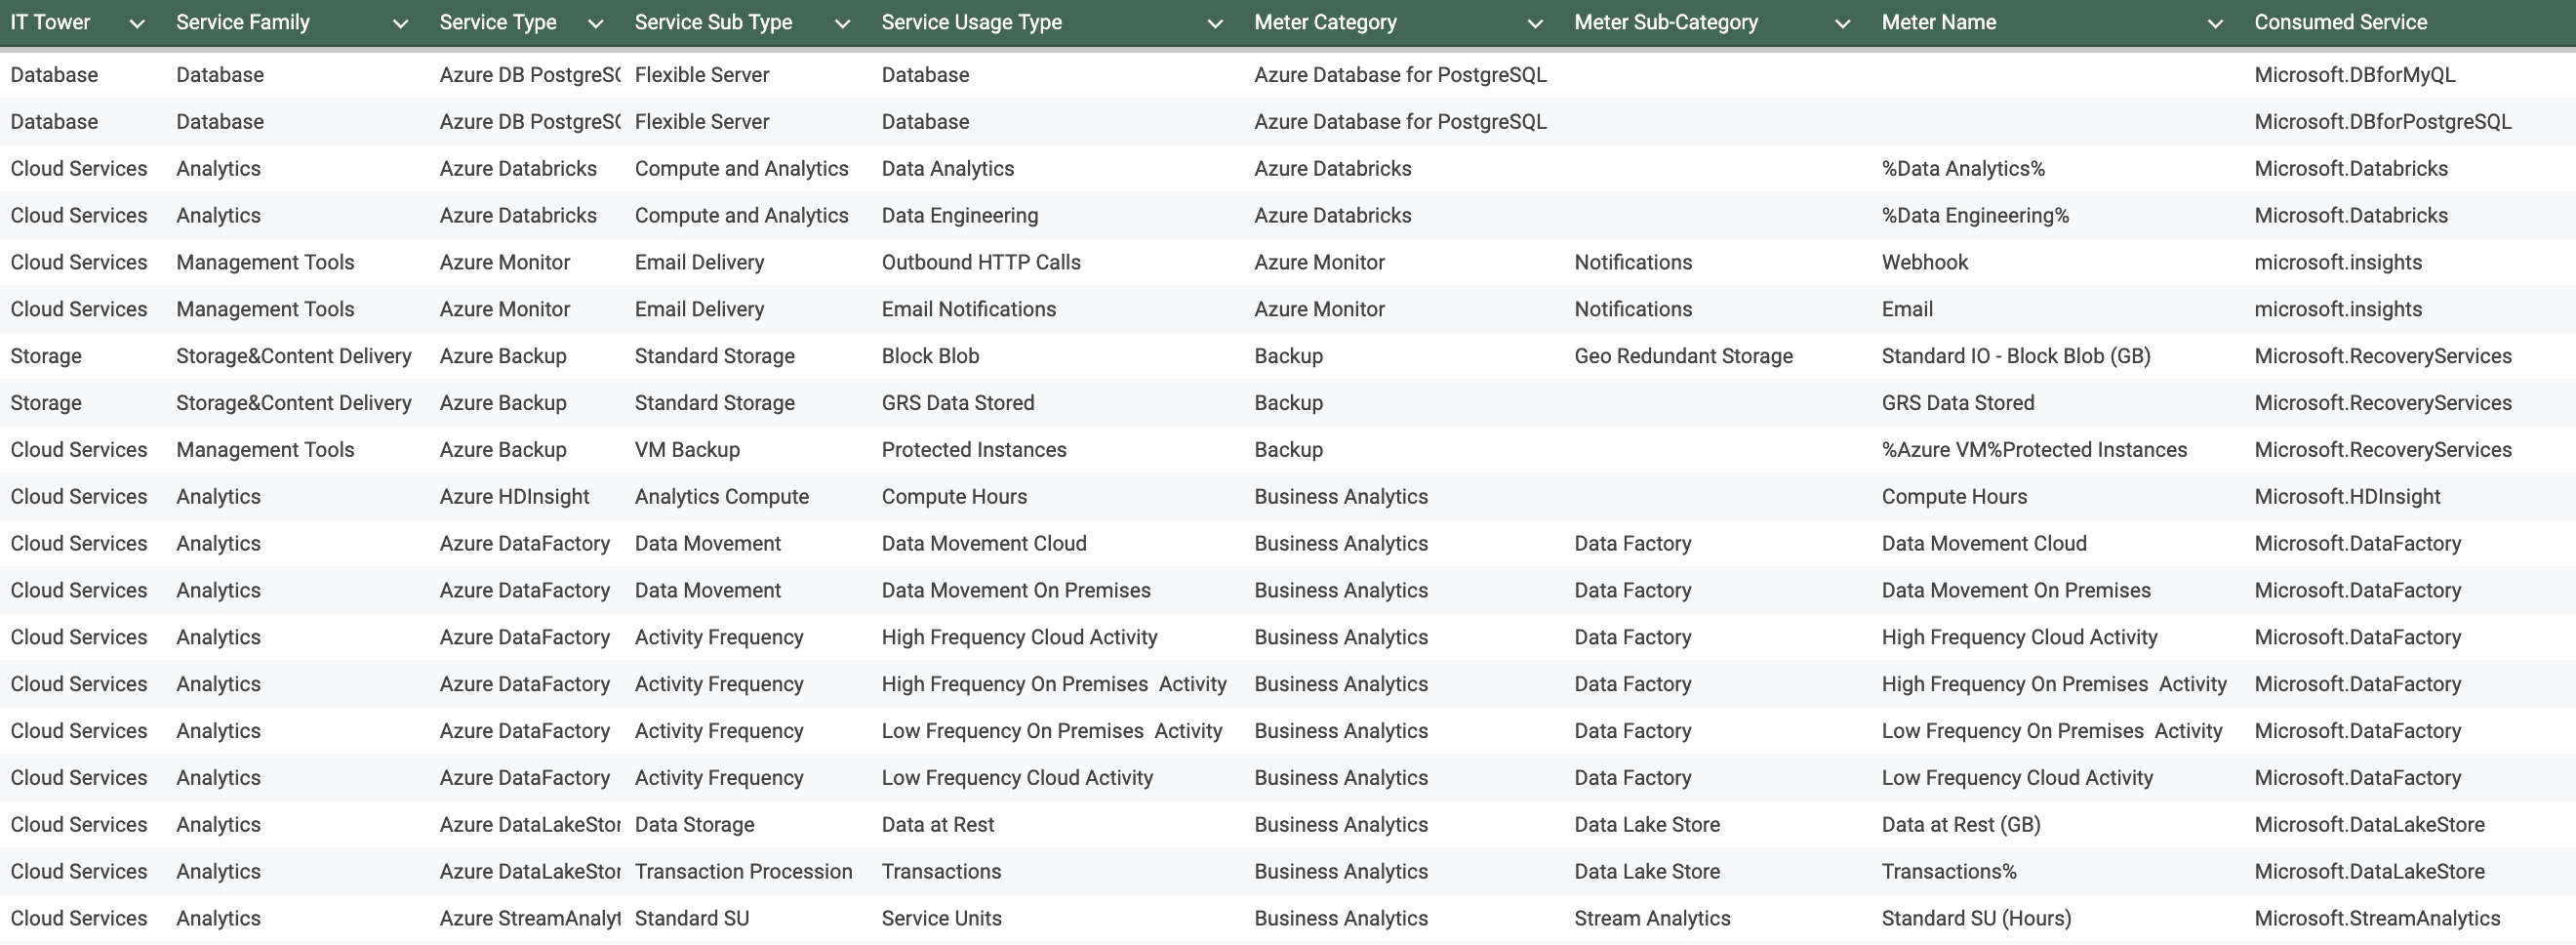 IT Tower Service Family Service Type Service Sub Type Service Usage Type Meter Category Meter Sub-Category Meter Name Consumed Service
Database Database Azure DB PostgreS Flexible Server Database Azure Database for PostgreSQL Microsoft.DBforMyQL
Database Database Azure DB PostgreS Flexible Server Database Azure Database for PostgreSQL Microsoft.DBforPostgreSQL
Cloud Services Analytics Azure Databricks Compute and Analytics Data Analytics Azure Databricks %Data Analytics% Microsoft.Databricks
Cloud Services Analytics Azure Databricks Compute and Analytics Data Engineering Azure Databricks %Data Engineering% Microsoft.Databricks
Cloud Services Management Tools Azure Monitor Email Delivery Outbound HTTP Calls Azure Monitor Notifications Webhook microsoft.insights
Cloud Services Management Tools Azure Monitor Email Delivery Email Notifications Azure Monitor Notifications Email microsoft.insights
Storage Storage&Content Delivery Azure Backup Standard Storage Block Blob Backup Geo Redundant Storage Standard IO - Block Blob (GB) Microsoft.RecoveryServices
Storage Storage&Content Delivery Azure Backup Standard Storage GRS Data Stored Backup GRS Data Stored Microsoft.RecoveryServices
Cloud Services Management Tools Azure Backup VM Backup Protected Instances Backup %Azure VM%Protected Instances Microsoft.RecoveryServices
Cloud Services Analytics Azure HDInsight Analytics Compute Compute Hours Business Analytics Compute Hours Microsoft.HDInsight
Cloud Services Analytics Azure DataFactory Data Movement Data Movement Cloud Business Analytics Data Factory Data Movement Cloud Microsoft.DataFactory
Cloud Services Analytics Azure DataFactory Data Movement Data Movement On Premises Business Analytics Data Factory Data Movement On Premises Microsoft.DataFactory
Cloud Services Analytics Azure DataFactory Activity Frequency High Frequency Cloud Activity Business Analytics Data Factory High Frequency Cloud Activity Microsoft.DataFactory
Cloud Services Analytics Azure DataFactory Activity Frequency High Frequency On Premises Activity Business Analytics Data Factory High Frequency On Premises Activity Microsoft.DataFactory
Cloud Services Analytics Azure DataFactory Activity Frequency Low Frequency On Premises Activity Business Analytics Data Factory Low Frequency On Premises Activity Microsoft.DataFactory
Cloud Services Analytics Azure DataFactory Activity Frequency Low Frequency Cloud Activity Business Analytics Data Factory Low Frequency Cloud Activity Microsoft.DataFactory
Cloud Services Analytics Azure DataLakeStor Data Storage Data at Rest Business Analytics Data Lake Store Data at Rest (GB) Microsoft.DataLakeStore
Cloud Services Analytics Azure DataLakeStor Transaction Procession Transactions Business Analytics Data Lake Store Transactions% Microsoft.DataLakeStore
Cloud Services Analytics Azure StreamAnalyt Standard SU Service Units Business Analytics Stream Analytics Standard SU (Hours) Microsoft.StreamAnalytics